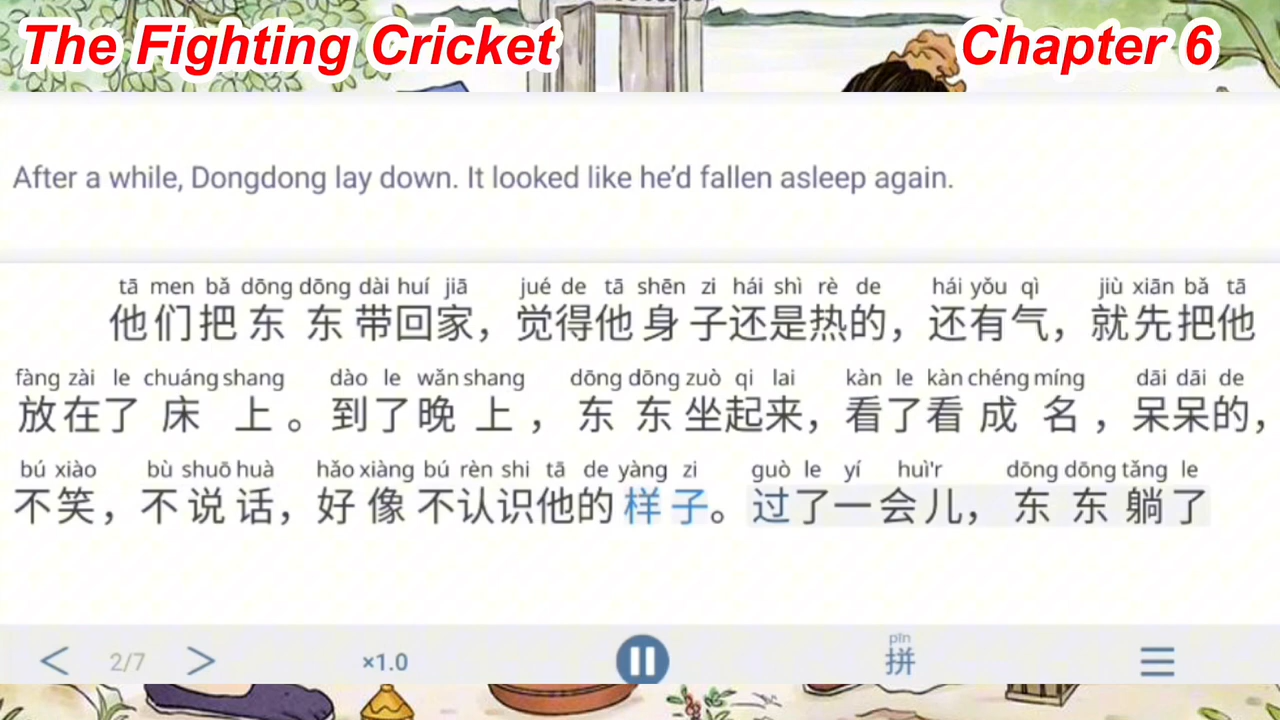 The Fighting Cricket
Chapter 6
After a while, Dongdong lay down. It looked like he’d fallen asleep again.
tā men bǎ dōng dōng dài huí jiā jué de tā shēn zi hái shì rè de hái yǒu qì jiù xiān bǎ tā
他们把东东带回家，觉得他身子还是热的，还有气，就先把他
fàng zài le chuáng shang dào le wǎn shang dōng dōng zuò qi lai kàn le kàn chéng míng dāi dāi de
放在了床上。到了晚上，东东坐起来，看了看成名，呆呆的，
bú xiào bù shuō huà hǎo xiàng bú rèn shi tā de yàng zi guò le yí huì'r dōng dōng tǎng le
不笑，不说话，好像不认识他的样子。过了一会儿，东东躺了
2/7
×1.0
pīn
拼